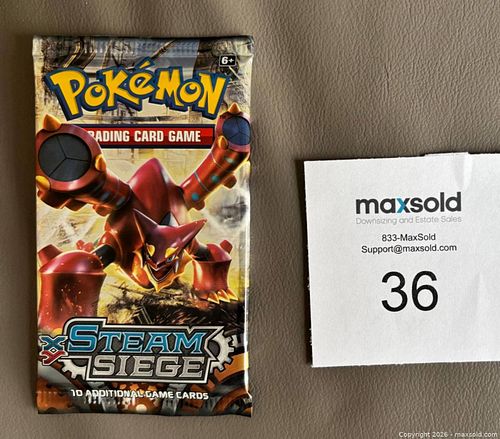 6+
POKéMON
TRADING CARD GAME
XY
STEAM
SIEGE
10 ADDITIONAL GAME CARDS
maxsold
Downsizing and Estate Sales
833-MaxSold
Support@maxsold.com
36
Copyright 2026 - maxsold.com